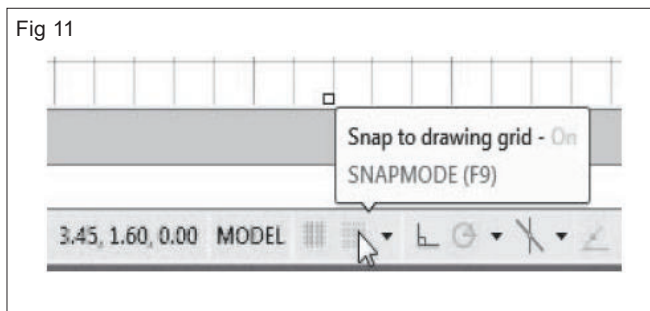 Fig 11
Snap to drawing grid - On
SNAPMODE (F9)
3.45, 1.60, 0.00 MODEL